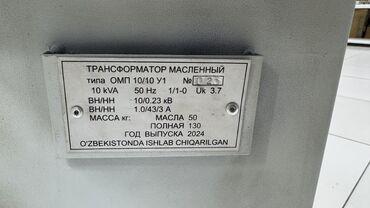 ТРАНСФОРМАТОР МАСЛЕННЫЙ
типа ОМП 10/10 У1 №
10 kVA 50 Hz 1/1-0 Uk 3.7
ВН/НН 10/0.23 кВ
ВН/НН 1.0/43/3 А
МАССА кг: МАСЛА 50
ПОЛНАЯ 130
ГОД ВЫПУСКА 2024
O'ZBEKISTONDA ISHLAB CHIQARILGAN